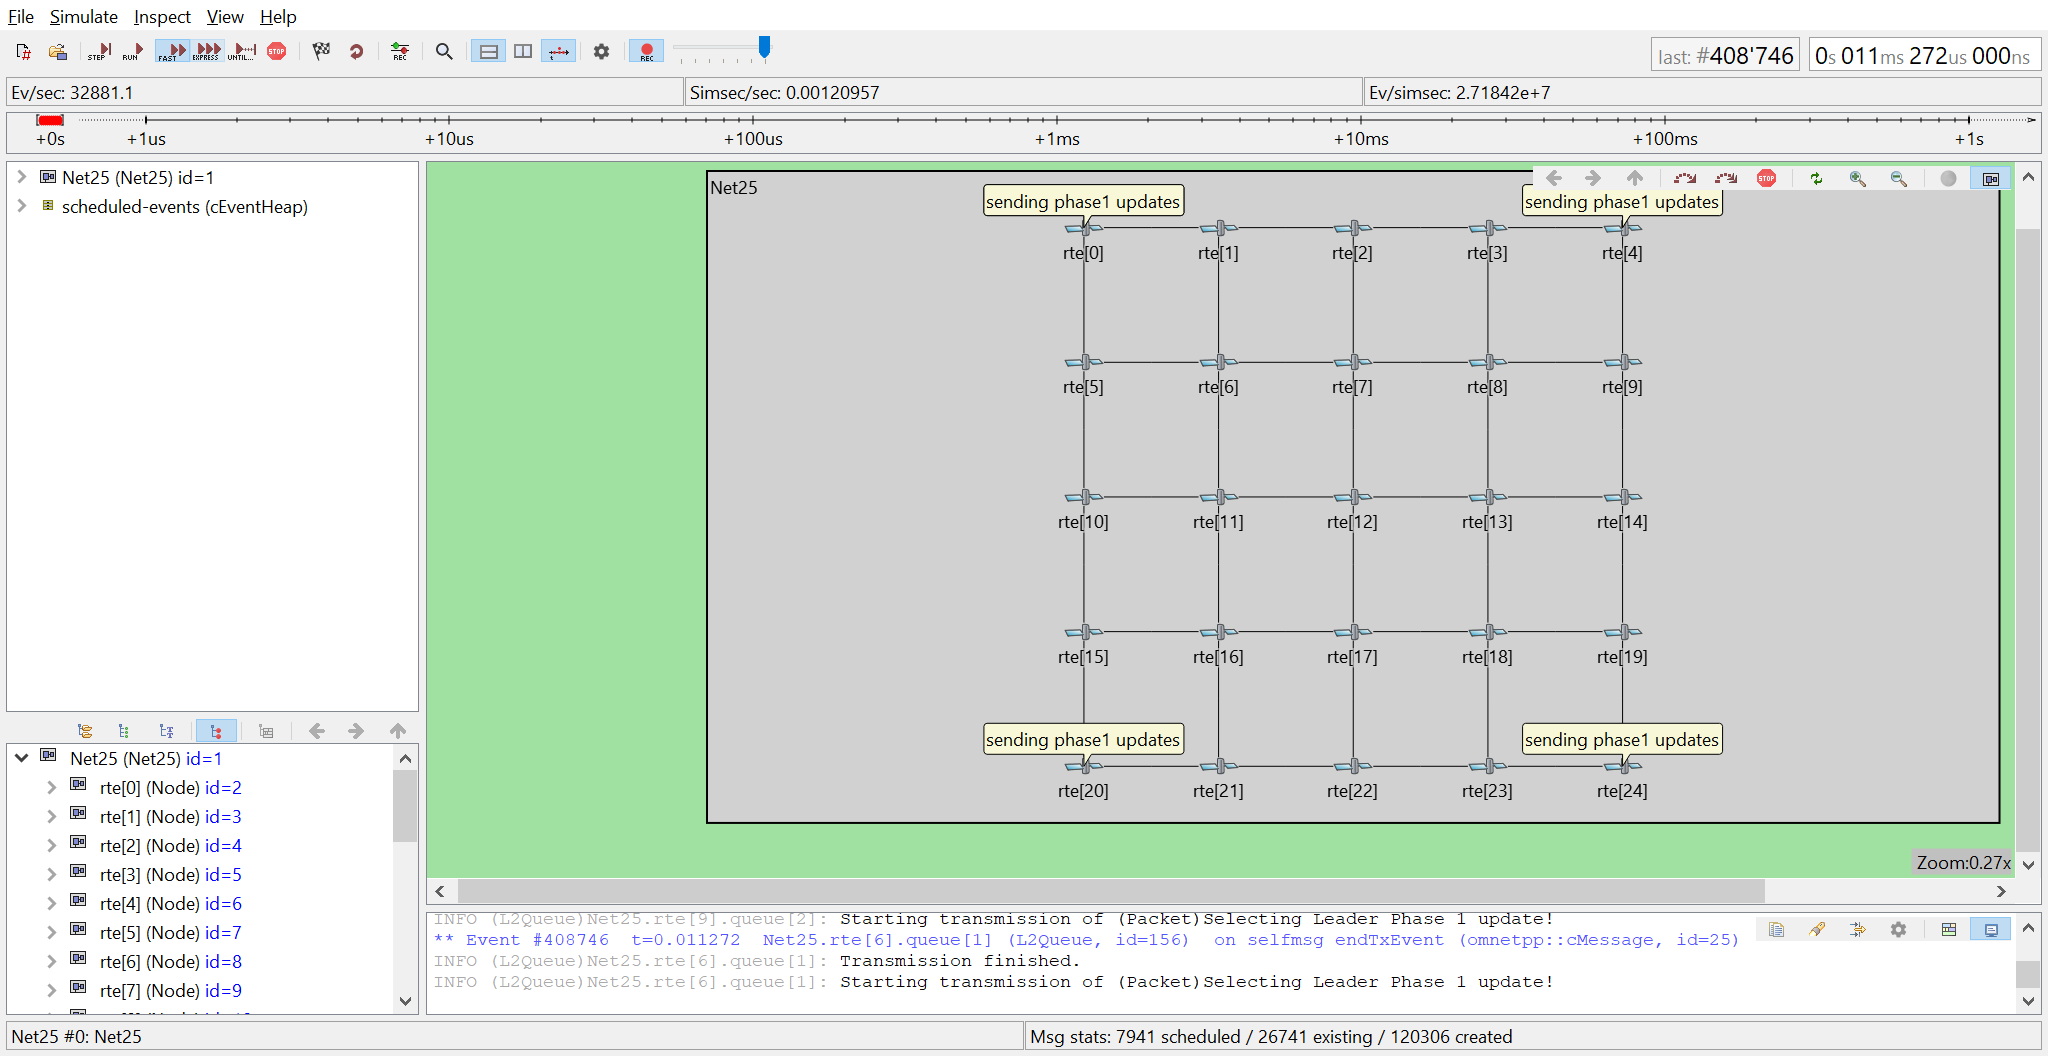 File Simulate Inspect View Help
STEP RUN FAST EXPRESS UNTIL... STOP REC REC
last: #408'746 0s 011ms 272us 000ns
Ev/sec: 32881.1 Simsec/sec: 0.00120957 Ev/simsec: 2.71842e+7
+0s +1us +10us +100us +1ms +10ms +100ms +1s
Net25 (Net25) id=1
scheduled-events (cEventHeap)
Net25
STOP
sending phase1 updates sending phase1 updates
rte[0] rte[1] rte[2] rte[3] rte[4]
rte[5] rte[6] rte[7] rte[8] rte[9]
rte[10] rte[11] rte[12] rte[13] rte[14]
rte[15] rte[16] rte[17] rte[18] rte[19]
sending phase1 updates sending phase1 updates
rte[20] rte[21] rte[22] rte[23] rte[24]
Zoom:0.27x
Net25 (Net25) id=1
rte[0] (Node) id=2
rte[1] (Node) id=3
rte[2] (Node) id=4
rte[3] (Node) id=5
rte[4] (Node) id=6
rte[5] (Node) id=7
rte[6] (Node) id=8
rte[7] (Node) id=9
INFO (L2Queue)Net25.rte[9].queue[2]: Starting transmission of (Packet)Selecting Leader Phase 1 update!
** Event #408746 t=0.011272 Net25.rte[6].queue[1] (L2Queue, id=156) on selfmsg endTxEvent (omnetpp::cMessage, id=25)
INFO (L2Queue)Net25.rte[6].queue[1]: Transmission finished.
INFO (L2Queue)Net25.rte[6].queue[1]: Starting transmission of (Packet)Selecting Leader Phase 1 update!
Net25 #0: Net25 Msg stats: 7941 scheduled / 26741 existing / 120306 created